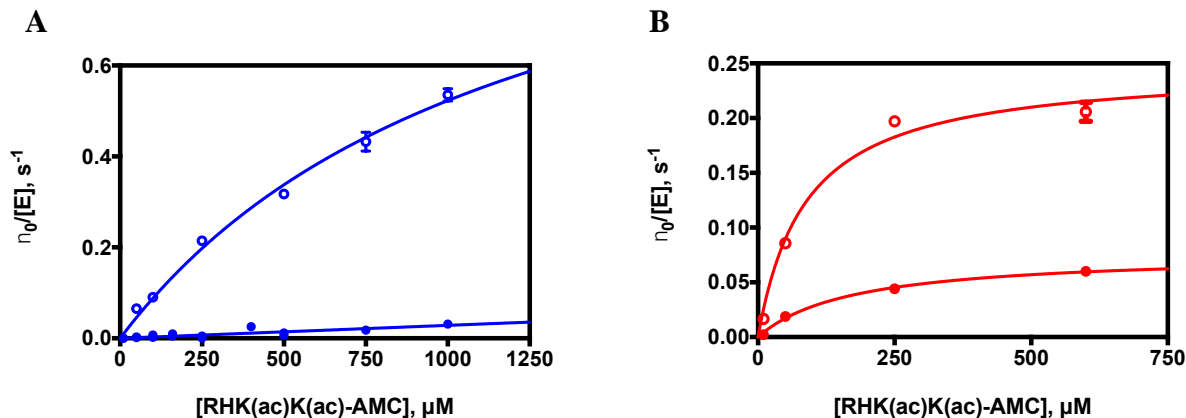 A
B
n0/[E], s-1
0.6
0.4
0.2
0.0
0 250 500 750 1000 1250
[RHK(ac)K(ac)-AMC], µM
n0/[E], s-1
0.25
0.20
0.15
0.10
0.05
0.00
0 250 500 750
[RHK(ac)K(ac)-AMC], µM